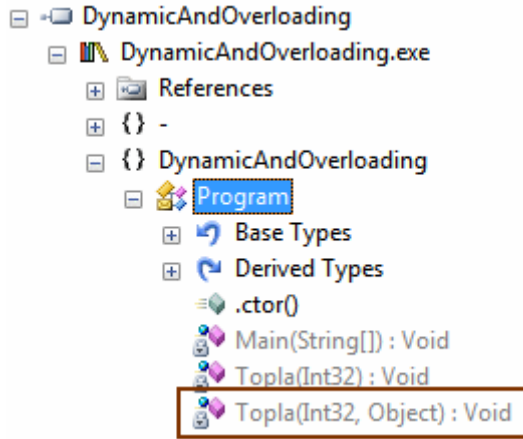 DynamicAndOverloading
DynamicAndOverloading.exe
References
{} -
{} DynamicAndOverloading
Program
Base Types
Derived Types
.ctor()
Main(String[]) : Void
Topla(Int32) : Void
Topla(Int32, Object) : Void